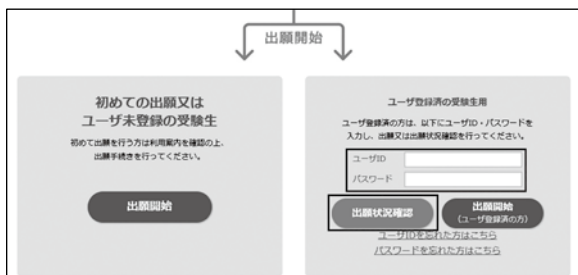 出願開始
初めての出願又は
ユーザ未登録の受験生
初めて出願を行う方は利用案内を確認の上、
出願手続きを行ってください。
出願開始
ユーザ登録済の受験生用
ユーザ登録済の方は、以下にユーザID・パスワードを
入力し、出願又は出願状況確認を行ってください。
ユーザID
パスワード
出願状況確認
出願開始
(ユーザ登録済の方)
ユーザIDを忘れた方はこちら
パスワードを忘れた方はこちら